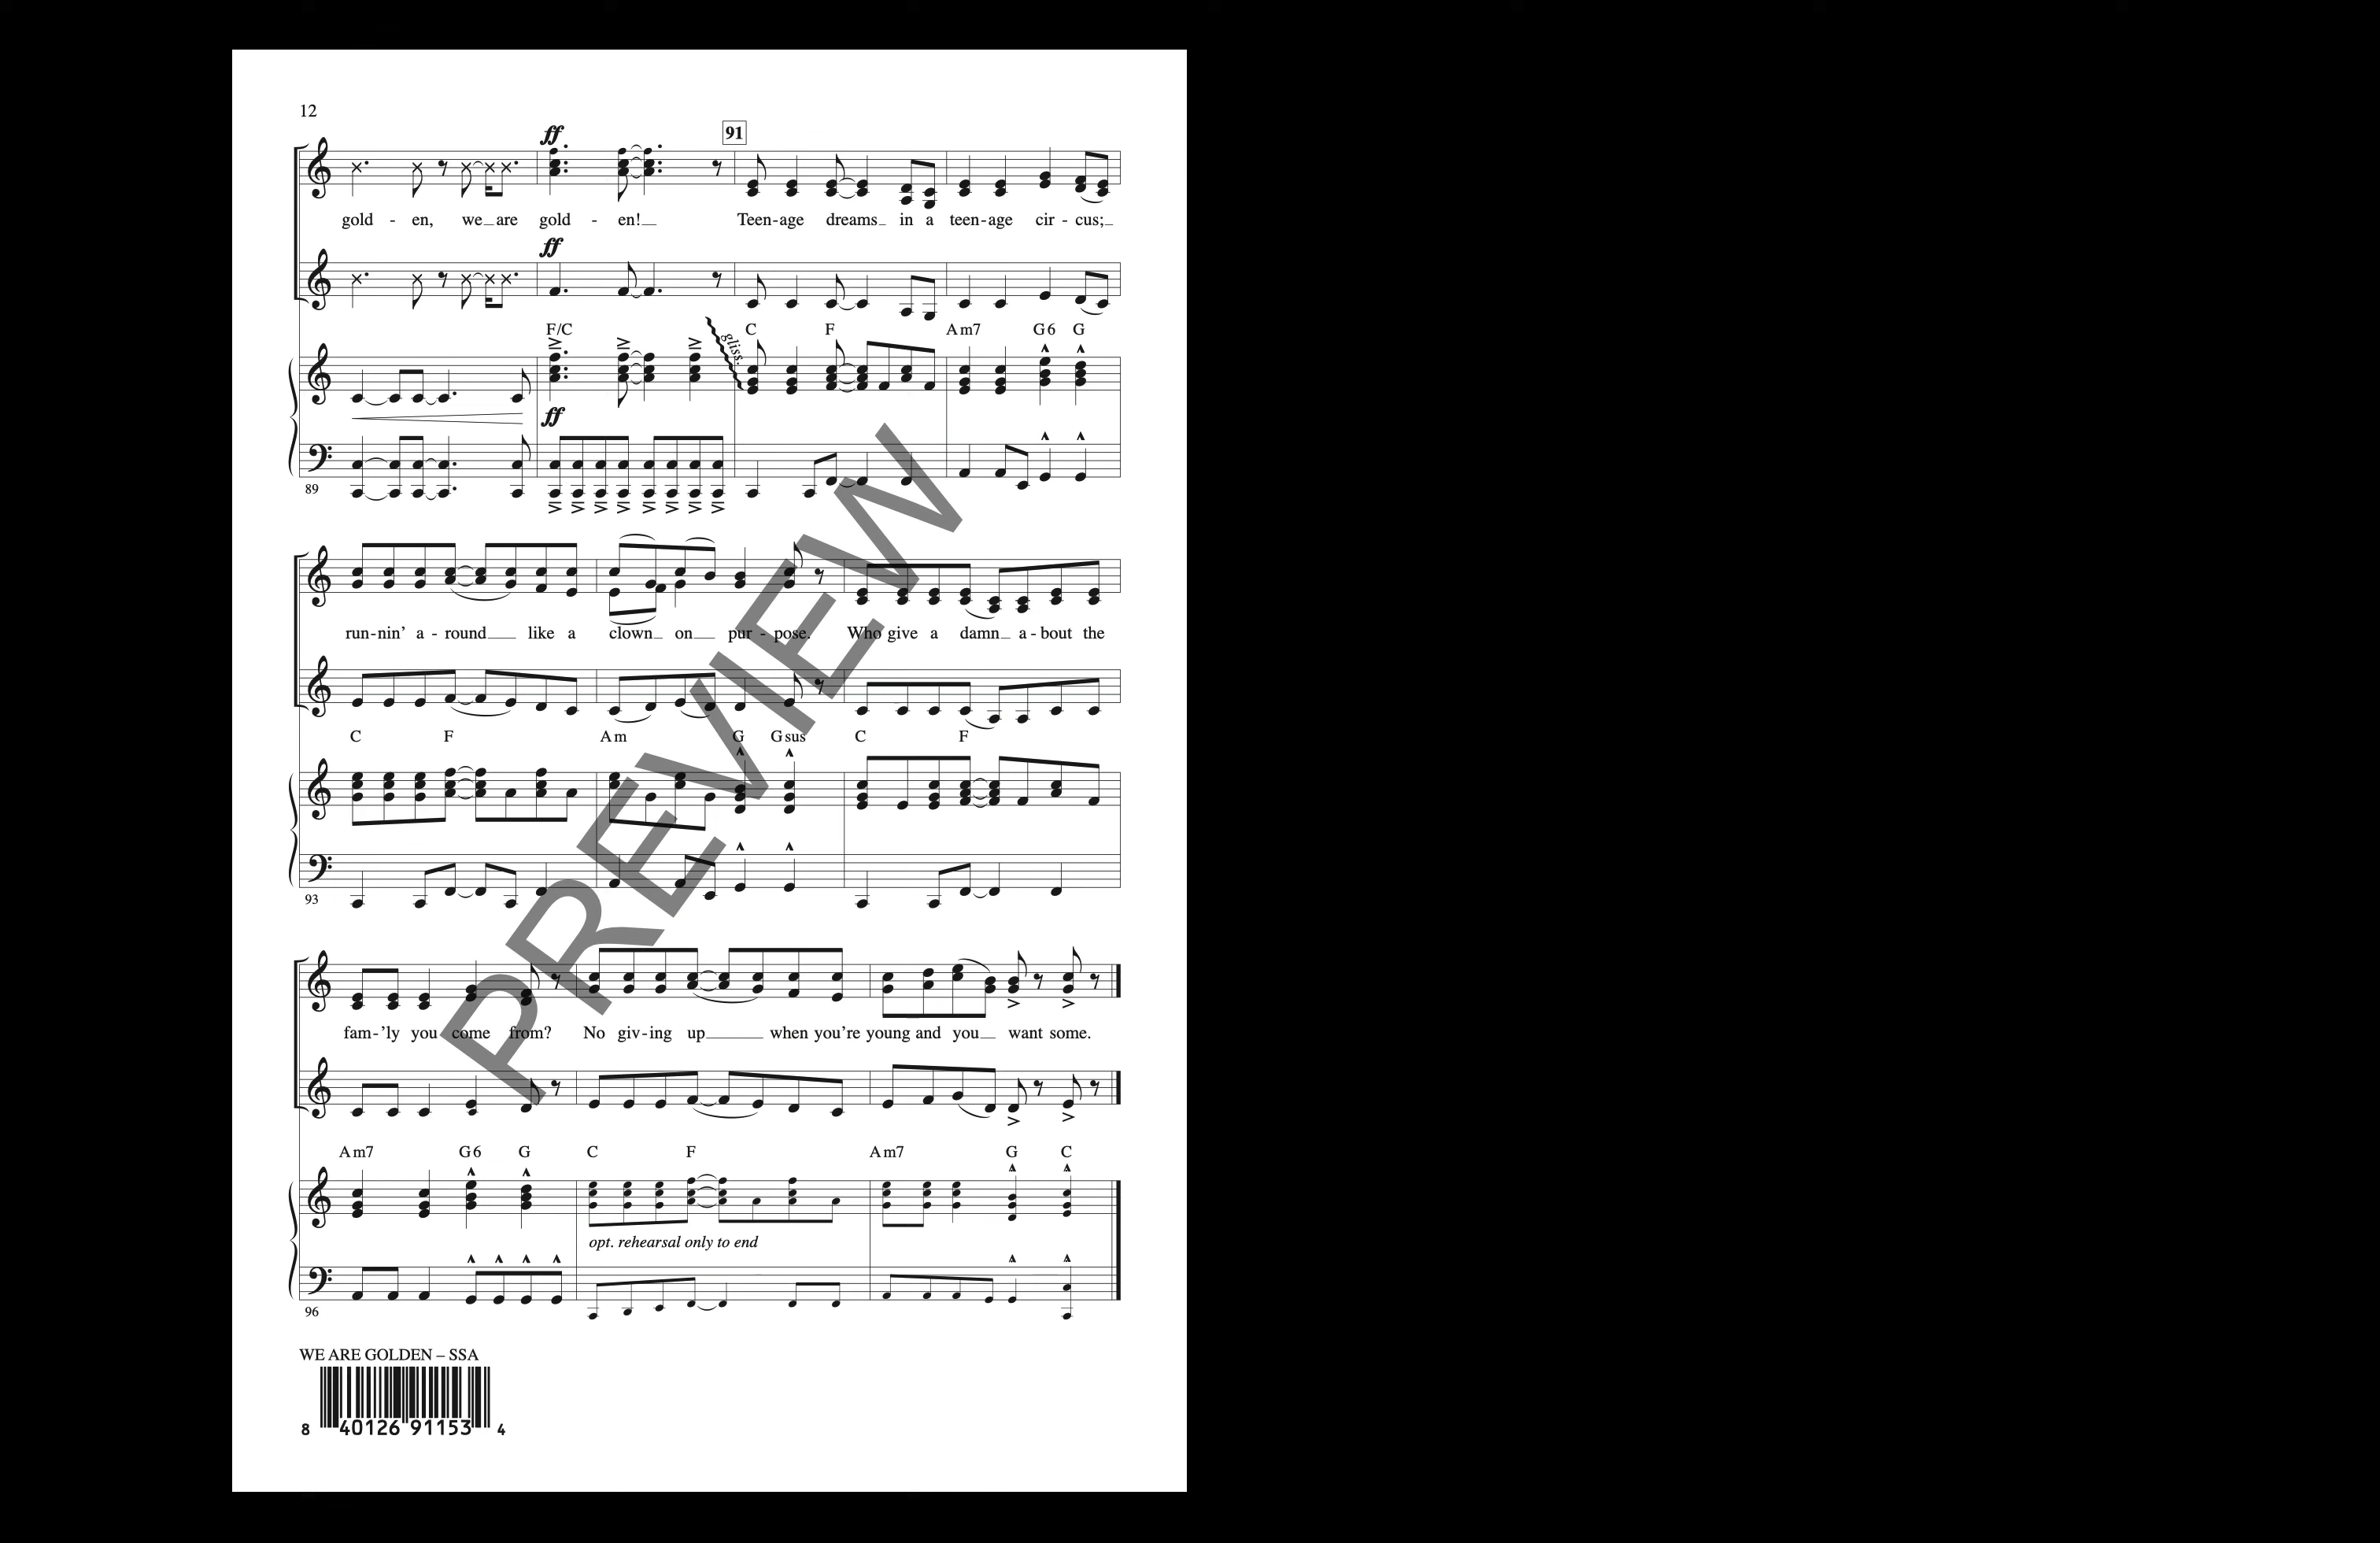 12
ff
91
gold - en, we are gold - en! Teen-age dreams in a teen-age cir - cus;
ff
F/C gliss. C F Am7 G6 G
ff
89
run-nin' a - round like a clown on pur - pose. Who give a damn a - bout the
C F Am G Gsus C F
93
fam-'ly you come from? No giv-ing up when you're young and you want some.
Am7 G6 G C F Am7 G C
opt. rehearsal only to end
96
PREVIEW
WE ARE GOLDEN – SSA
8 40126 91153 4